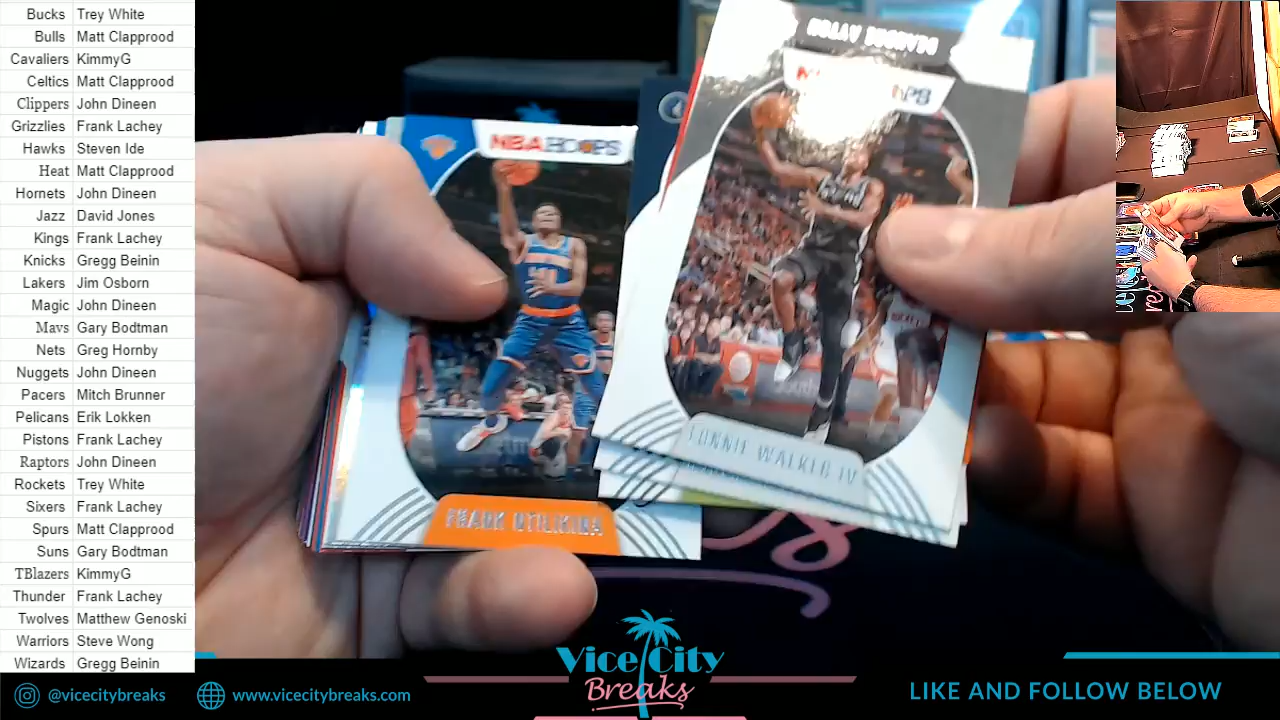 Bucks Trey White
Bulls Matt Clapprood
Cavaliers KimmyG
Celtics Matt Clapprood
Clippers John Dineen
Grizzlies Frank Lachey
Hawks Steven Ide
Heat Matt Clapprood
Hornets John Dineen
Jazz David Jones
Kings Frank Lachey
Knicks Gregg Beinin
Lakers Jim Osborn
Magic John Dineen
Mavs Gary Bodtman
Nets Greg Hornby
Nuggets John Dineen
Pacers Mitch Brunner
Pelicans Erik Lokken
Pistons Frank Lachey
Raptors John Dineen
Rockets Trey White
Sixers Frank Lachey
Spurs Matt Clapprood
Suns Gary Bodtman
TBlazers KimmyG
Thunder Frank Lachey
Twolves Matthew Genoski
Warriors Steve Wong
Wizards Gregg Beinin
NBA HOOPS
FRANK NTILIKINA
LONNIE WALKER IV
Vice City
Breaks
@vicecitybreaks
www.vicecitybreaks.com
LIKE AND FOLLOW BELOW